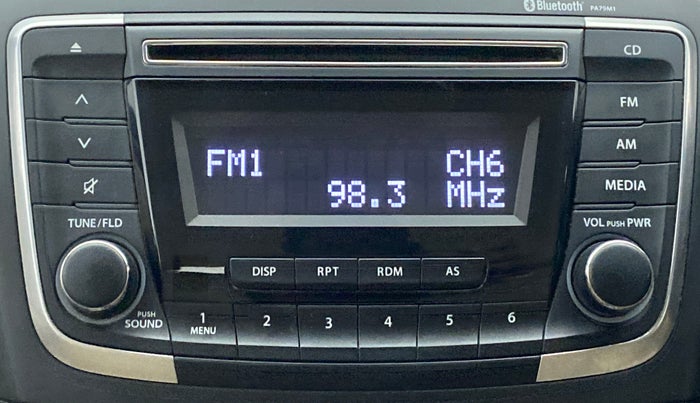 Bluetooth PA75M1
CD
FM
AM
MEDIA
FM1 CH6
98.3 MHz
TUNE/FLD
VOL PUSH PWR
DISP RPT RDM AS
PUSH SOUND
1 MENU 2 3 4 5 6